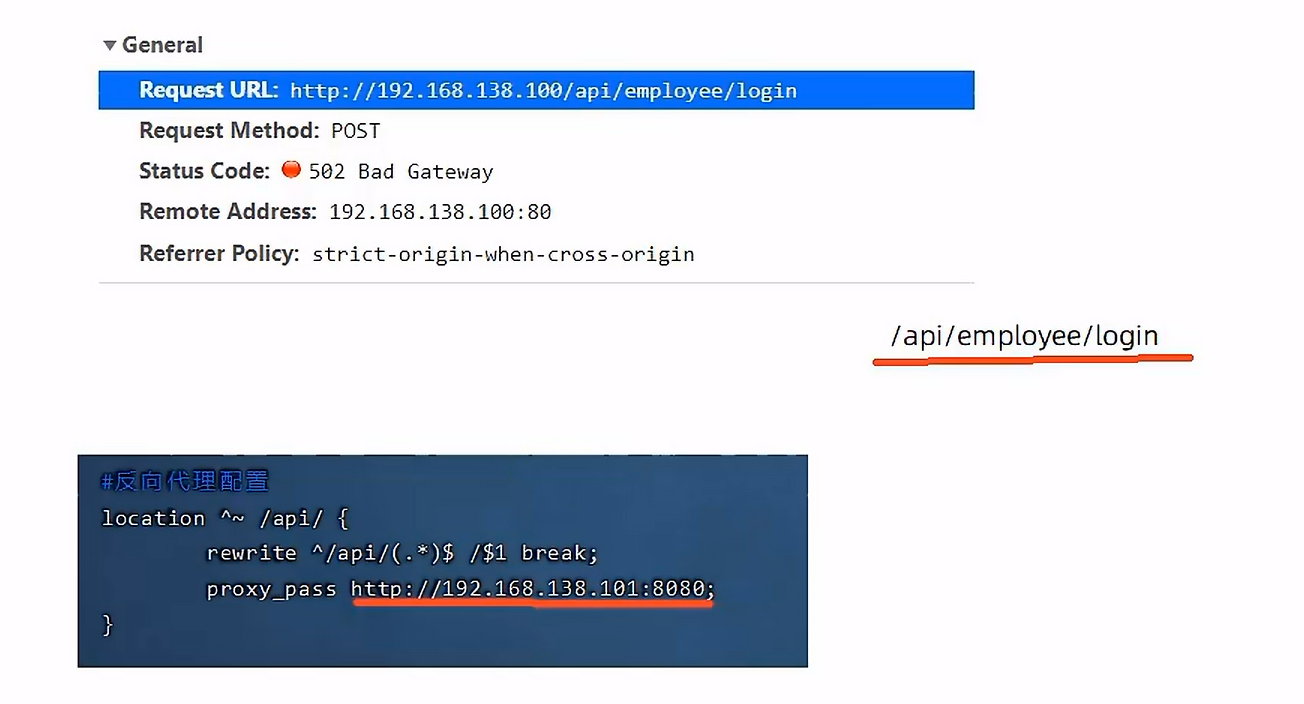 General
Request URL: http://192.168.138.100/api/employee/login
Request Method: POST
Status Code: 502 Bad Gateway
Remote Address: 192.168.138.100:80
Referrer Policy: strict-origin-when-cross-origin
/api/employee/login
#反向代理配置
location ^~ /api/ {
rewrite ^/api/(.*)$ /$1 break;
proxy_pass http://192.168.138.101:8080;
}